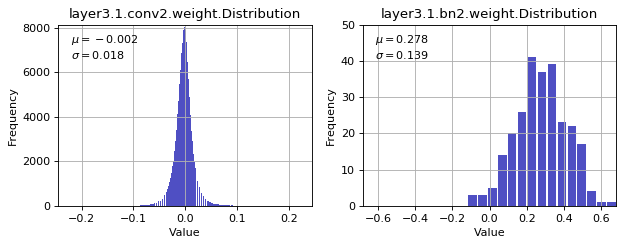 layer3.1.conv2.weight.Distribution
μ = −0.002
σ = 0.018
Frequency
8000
6000
4000
2000
0
−0.2 −0.1 0.0 0.1 0.2
Value
layer3.1.bn2.weight.Distribution
μ = 0.278
σ = 0.139
Frequency
50
40
30
20
10
0
−0.6 −0.4 −0.2 0.0 0.2 0.4 0.6
Value